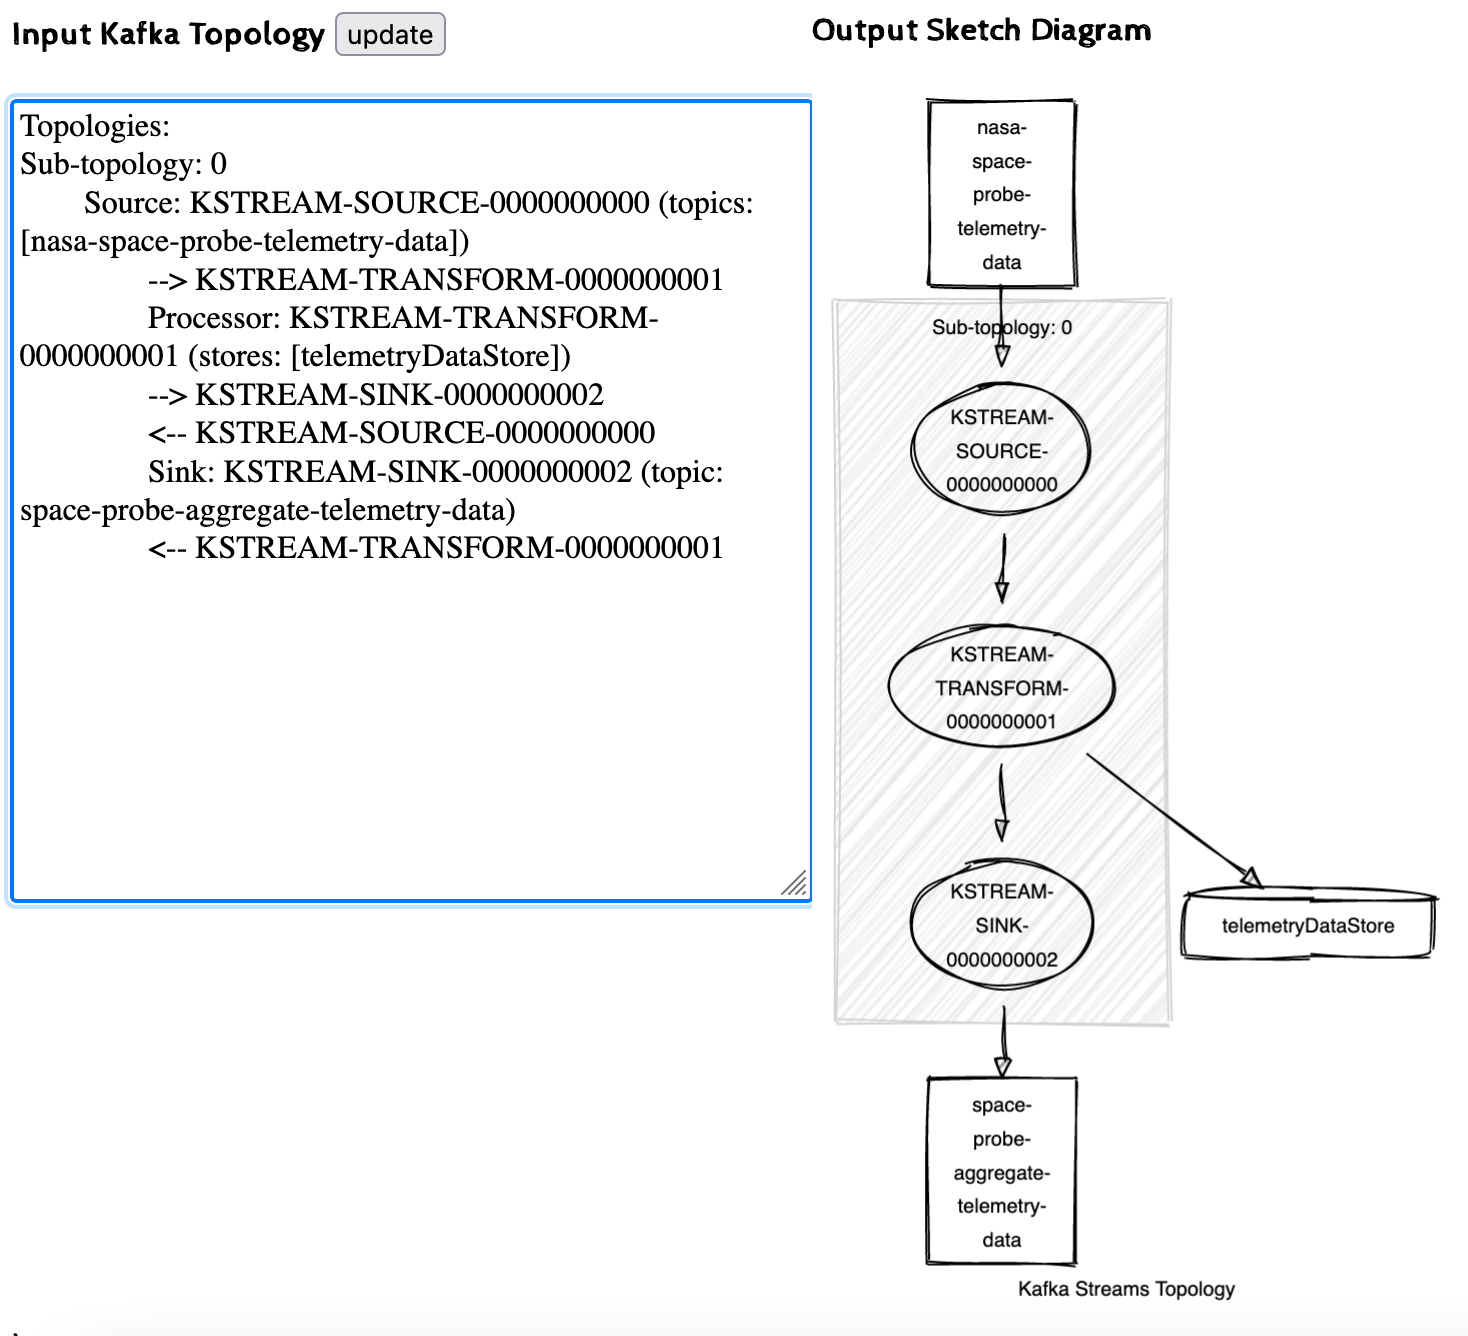 Input Kafka Topology update
Output Sketch Diagram
Topologies:
Sub-topology: 0
Source: KSTREAM-SOURCE-0000000000 (topics:
[nasa-space-probe-telemetry-data])
--> KSTREAM-TRANSFORM-0000000001
Processor: KSTREAM-TRANSFORM-
0000000001 (stores: [telemetryDataStore])
--> KSTREAM-SINK-0000000002
<-- KSTREAM-SOURCE-0000000000
Sink: KSTREAM-SINK-0000000002 (topic:
space-probe-aggregate-telemetry-data)
<-- KSTREAM-TRANSFORM-0000000001
nasa-
space-
probe-
telemetry-
data
Sub-topology: 0
KSTREAM-
SOURCE-
0000000000
KSTREAM-
TRANSFORM-
0000000001
KSTREAM-
SINK-
0000000002
telemetryDataStore
space-
probe-
aggregate-
telemetry-
data
Kafka Streams Topology